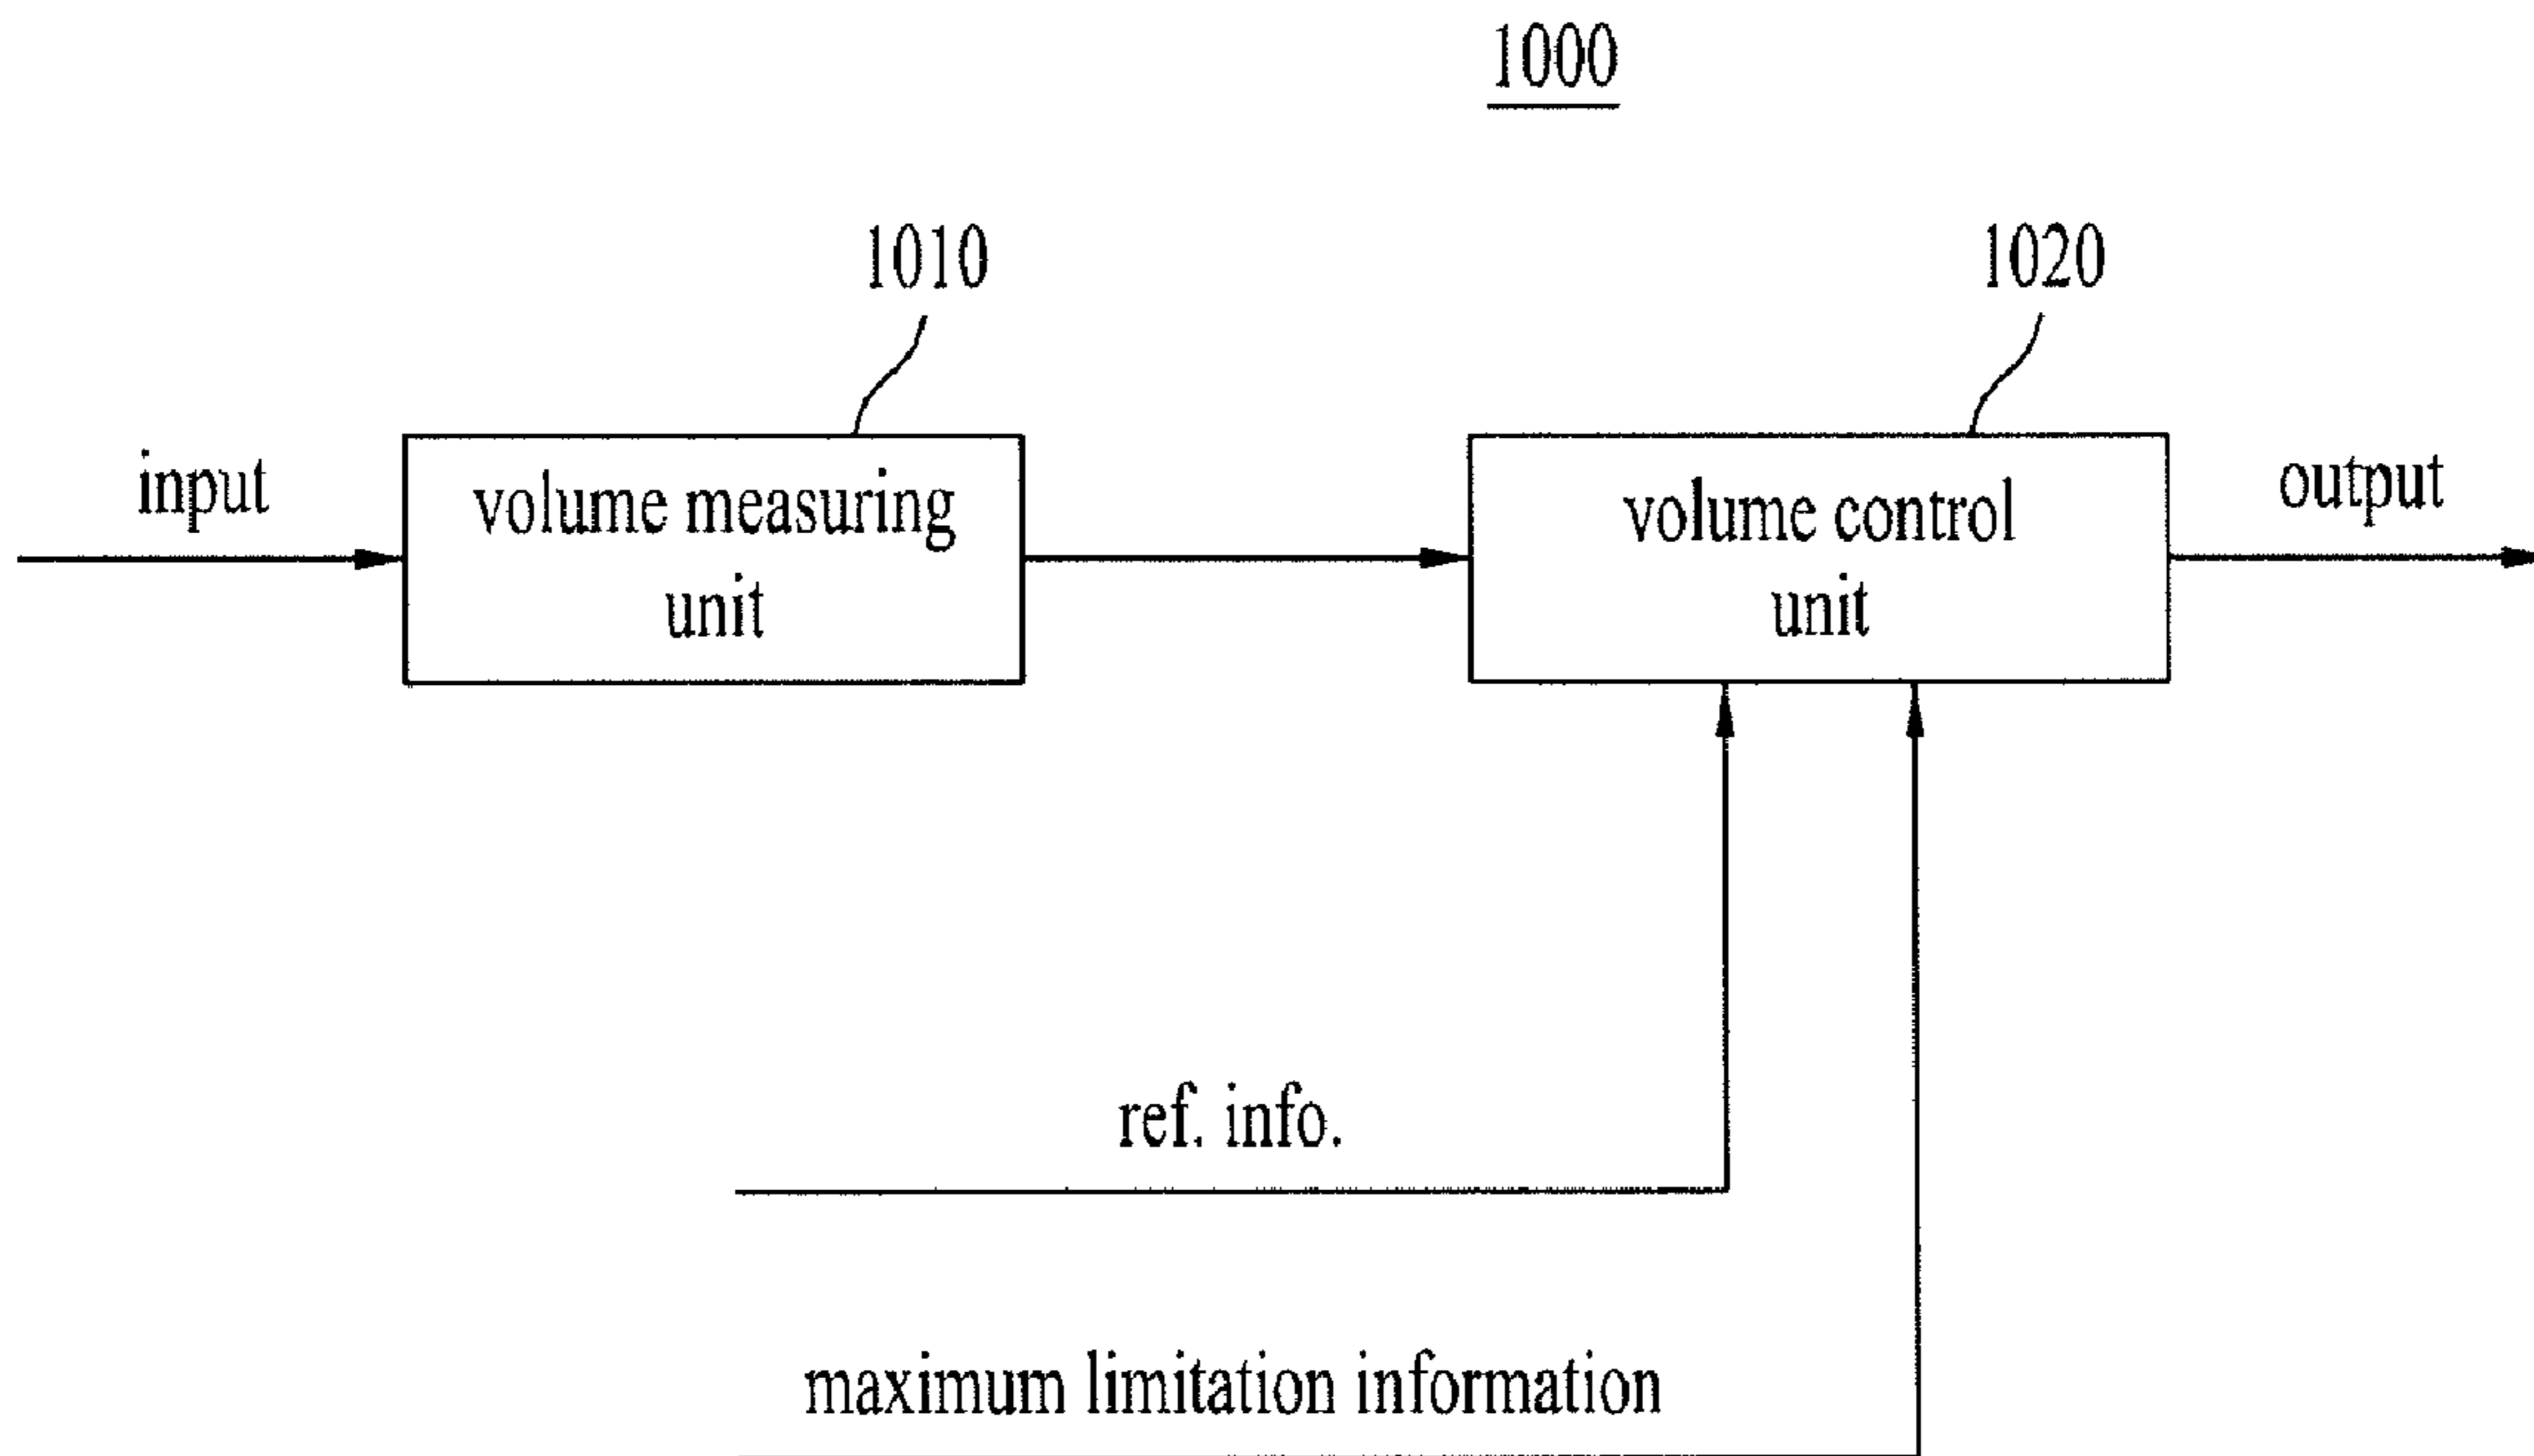 1000
1010
1020
input
volume measuring
unit
volume control
unit
output
ref. info.
maximum limitation information